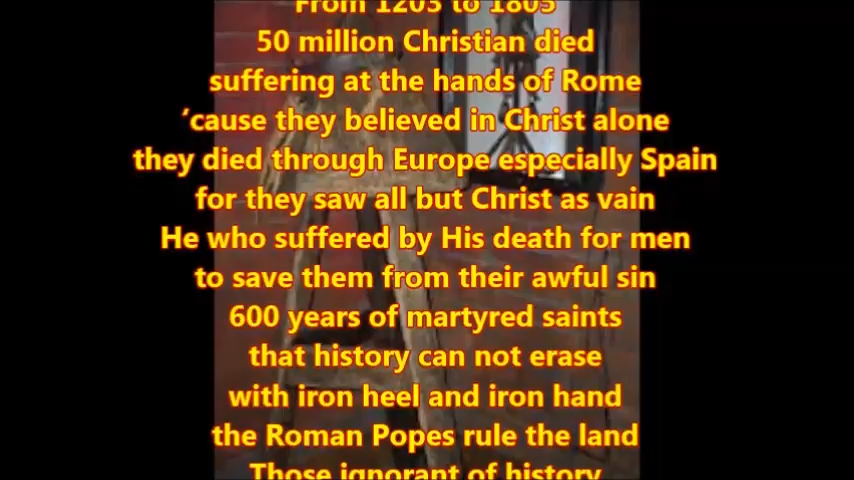 From 1203 to 1805
50 million Christian died
suffering at the hands of Rome
´cause they believed in Christ alone
they died through Europe especially Spain
for they saw all but Christ as vain
He who suffered by His death for men
to save them from their awful sin
600 years of martyred saints
that history can not erase
with iron heel and iron hand
the Roman Popes rule the land
Those ignorant of history